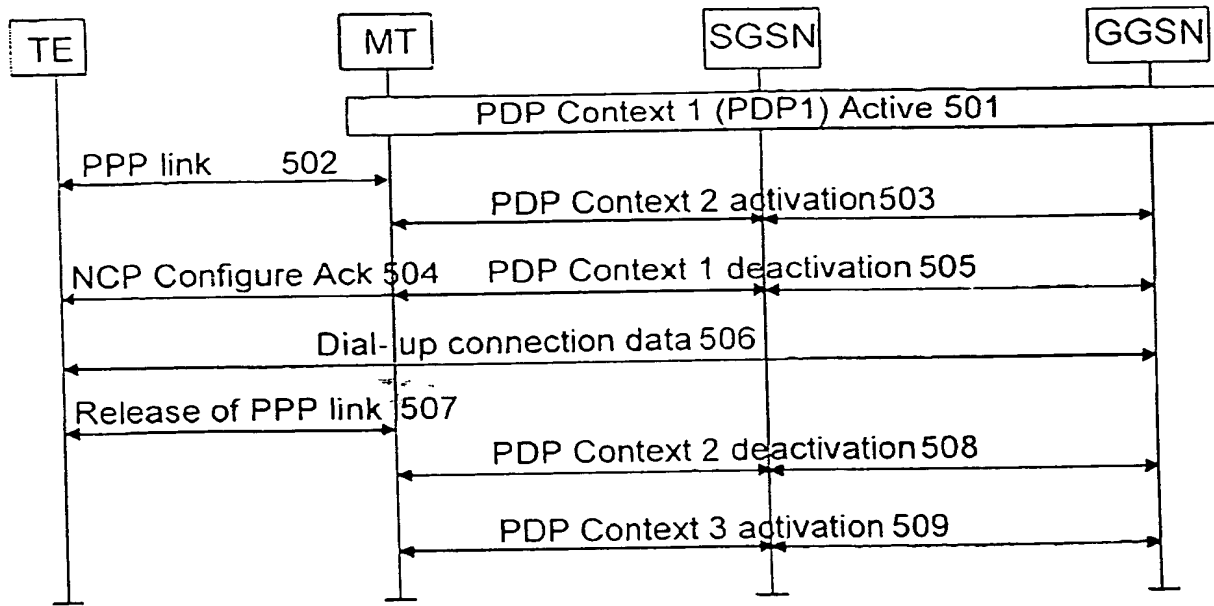 TE
MT
SGSN
GGSN
PDP Context 1 (PDP1) Active 501
PPP link 502
PDP Context 2 activation 503
NCP Configure Ack 504
PDP Context 1 deactivation 505
Dial-up connection data 506
Release of PPP link 507
PDP Context 2 deactivation 508
PDP Context 3 activation 509